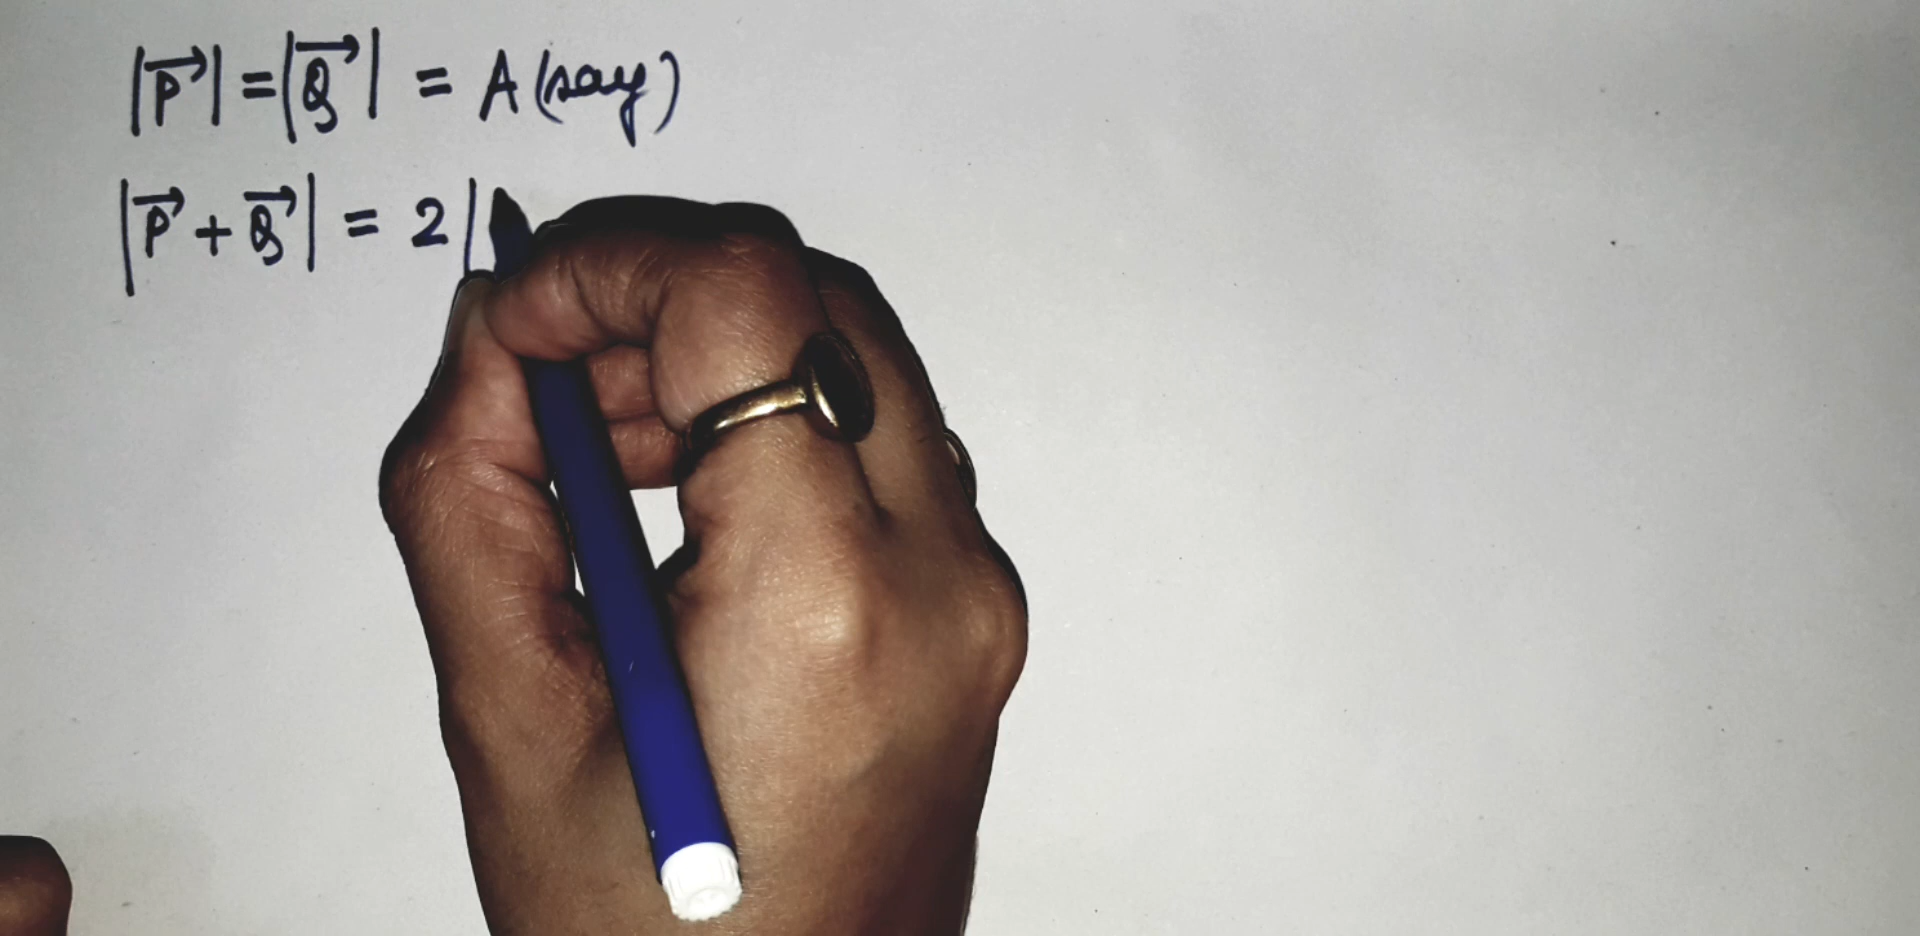 |P⃗| = |Q⃗| = A (say)
|P⃗ + Q⃗| = 2 |